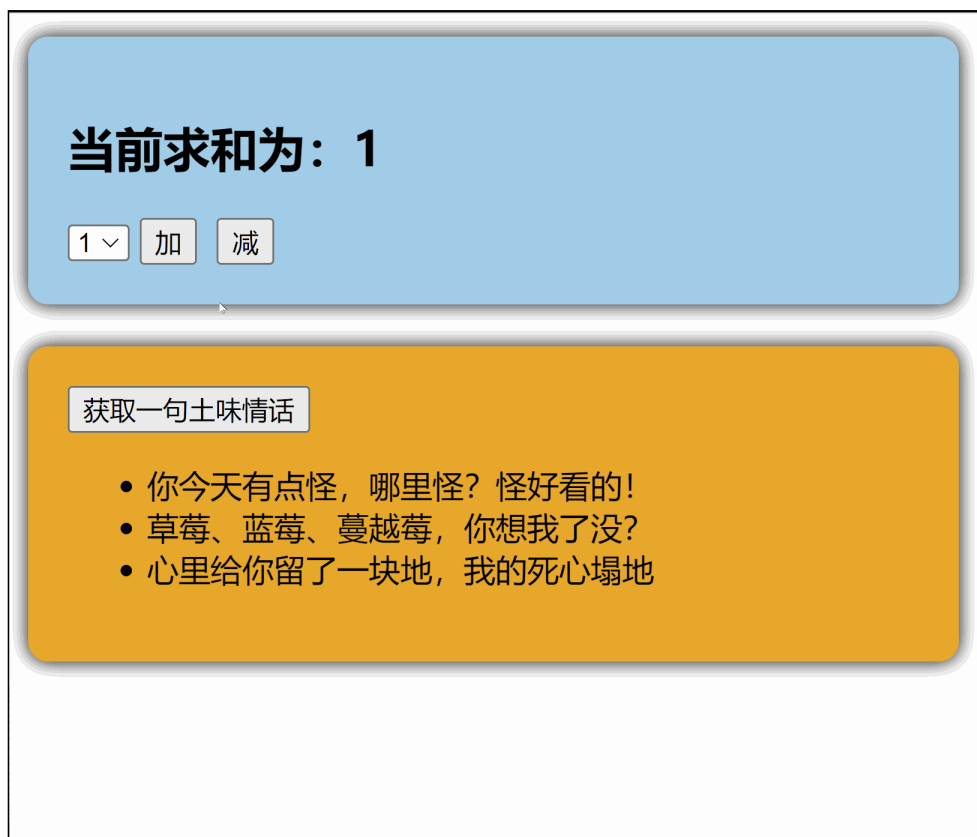 当前求和为：1
1 加 减
获取一句土味情话
你今天有点怪，哪里怪？怪好看的！
草莓、蓝莓、蔓越莓，你想我了没？
心里给你留了一块地，我的死心塌地